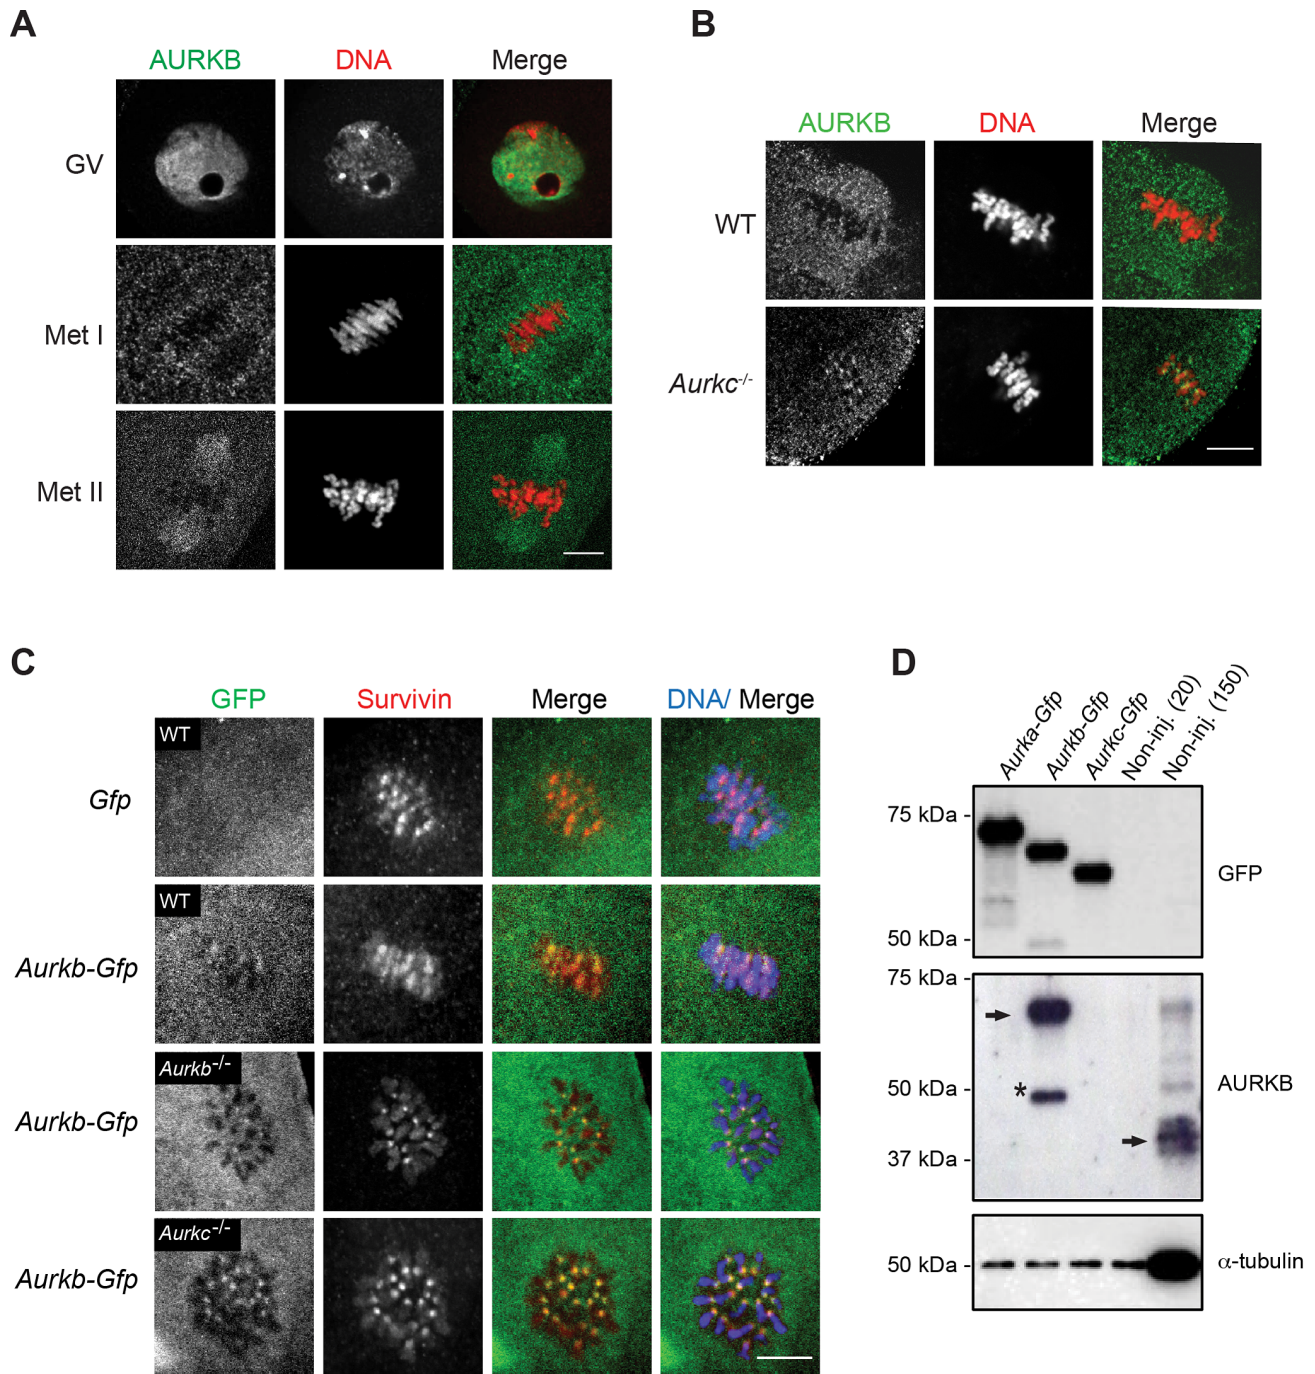 A
AURKB DNA Merge
GV
Met I
Met II
B
AURKB DNA Merge
WT
Aurkc-/-
C
GFP Survivin Merge DNA/ Merge
WT
Gfp
WT
Aurkb-Gfp
Aurkb-/-
Aurkb-Gfp
Aurkc-/-
Aurkb-Gfp
D
Aurka-Gfp
Aurkb-Gfp
Aurkc-Gfp
Non-inj. (20)
Non-inj. (150)
75 kDa -
GFP
50 kDa -
75 kDa -
50 kDa -
*
AURKB
37 kDa -
50 kDa -
α-tubulin